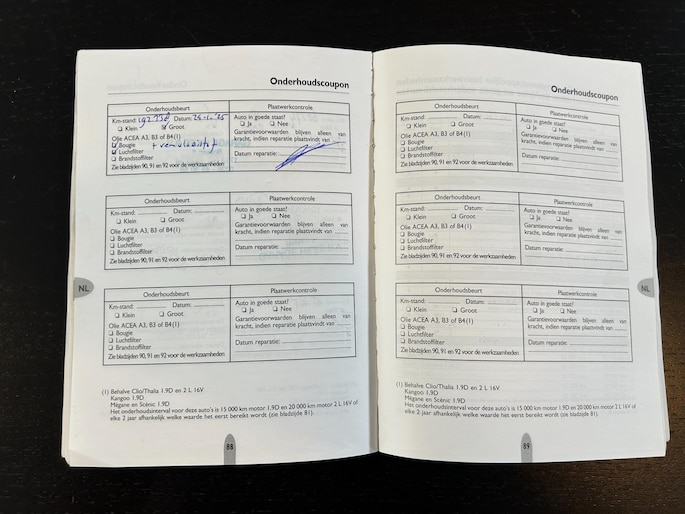 Onderhoudscoupon
Onderhoudsbeurt
Km-stand: Datum:
❑ Klein ❑ Groot
Olie ACEA A3, B3 of B4(1)
❑ Bougie
❑ Luchtfilter
❑ Brandstoffilter
Zie bladzijden 90, 91 en 92 voor de werkzaamheden
Plaatwerkcontrole
Auto in goede staat?
❑ Ja ❑ Nee
Garantievoorwaarden blijven alleen van
kracht, indien reparatie plaatsvindt van
Datum reparatie:
Onderhoudsbeurt
Km-stand: Datum:
❑ Klein ❑ Groot
Olie ACEA A3, B3 of B4(1)
❑ Bougie
❑ Luchtfilter
❑ Brandstoffilter
Zie bladzijden 90, 91 en 92 voor de werkzaamheden
Plaatwerkcontrole
Auto in goede staat?
❑ Ja ❑ Nee
Garantievoorwaarden blijven alleen van
kracht, indien reparatie plaatsvindt van
Datum reparatie:
Onderhoudsbeurt
Km-stand: Datum:
❑ Klein ❑ Groot
Olie ACEA A3, B3 of B4(1)
❑ Bougie
❑ Luchtfilter
❑ Brandstoffilter
Zie bladzijden 90, 91 en 92 voor de werkzaamheden
Plaatwerkcontrole
Auto in goede staat?
❑ Ja ❑ Nee
Garantievoorwaarden blijven alleen van
kracht, indien reparatie plaatsvindt van
Datum reparatie:
NL
(1) Behalve Clio/Thalia 1.9D en 2 L 16V
Kangoo 1.9D
Mégane en Scénic 1.9D
Het onderhoudsinterval voor deze auto's is 15 000 km motor 1.9D en 20 000 km motor 2 L 16V of
elke 2 jaar afhankelijk welke waarde het eerst bereikt wordt (zie bladzijde 81).
88
Onderhoudscoupon
Onderhoudsbeurt
Km-stand: Datum:
❑ Klein ❑ Groot
Olie ACEA A3, B3 of B4(1)
❑ Bougie
❑ Luchtfilter
❑ Brandstoffilter
Zie bladzijden 90, 91 en 92 voor de werkzaamheden
Plaatwerkcontrole
Auto in goede staat?
❑ Ja ❑ Nee
Garantievoorwaarden blijven alleen van
kracht, indien reparatie plaatsvindt van
Datum reparatie:
Onderhoudsbeurt
Km-stand: Datum:
❑ Klein ❑ Groot
Olie ACEA A3, B3 of B4(1)
❑ Bougie
❑ Luchtfilter
❑ Brandstoffilter
Zie bladzijden 90, 91 en 92 voor de werkzaamheden
Plaatwerkcontrole
Auto in goede staat?
❑ Ja ❑ Nee
Garantievoorwaarden blijven alleen van
kracht, indien reparatie plaatsvindt van
Datum reparatie:
Onderhoudsbeurt
Km-stand: Datum:
❑ Klein ❑ Groot
Olie ACEA A3, B3 of B4(1)
❑ Bougie
❑ Luchtfilter
❑ Brandstoffilter
Zie bladzijden 90, 91 en 92 voor de werkzaamheden
Plaatwerkcontrole
Auto in goede staat?
❑ Ja ❑ Nee
Garantievoorwaarden blijven alleen van
kracht, indien reparatie plaatsvindt van
Datum reparatie:
NL
(1) Behalve Clio/Thalia 1.9D en 2 L 16V
Kangoo 1.9D
Mégane en Scénic 1.9D
Het onderhoudsinterval voor deze auto's is 15 000 km motor 1.9D en 20 000 km motor 2 L 16V of
elke 2 jaar afhankelijk welke waarde het eerst bereikt wordt (zie bladzijde 81).
89